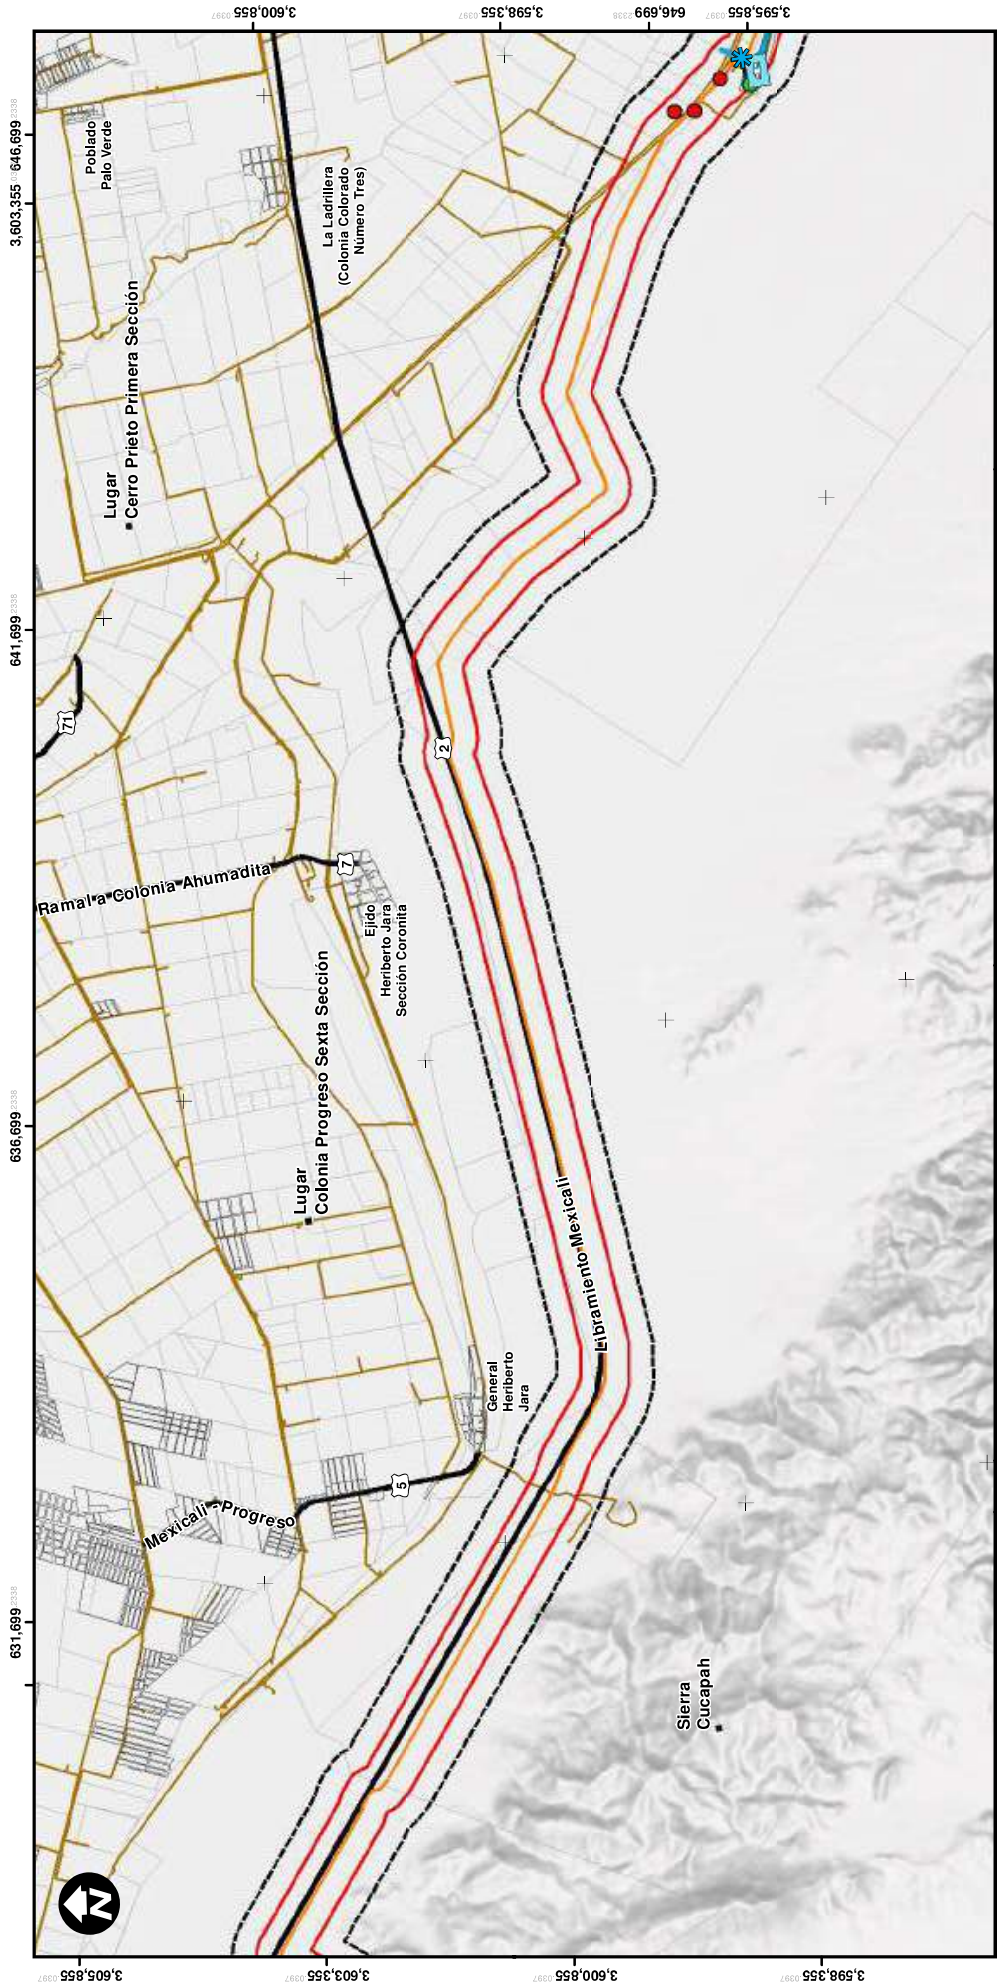 3,600,855
3,598,355
646,699
3,595,855
646,699
3,603,355
641,699
636,699
631,699
3,605,855
3,603,355
3,600,855
3,598,355
Poblado
Palo Verde
La Ladrillera
(Colonia Colorado
Número Tres)
Lugar
Cerro Prieto Primera Sección
71
2
Ramal a Colonia Ahumadita
7
Ejido
Heriberto Jara
Sección Coronita
Lugar
Colonia Progreso Sexta Sección
Libramiento Mexicali
General
Heriberto
Jara
5
Mexicali - Progreso
Sierra
Cucapah
N